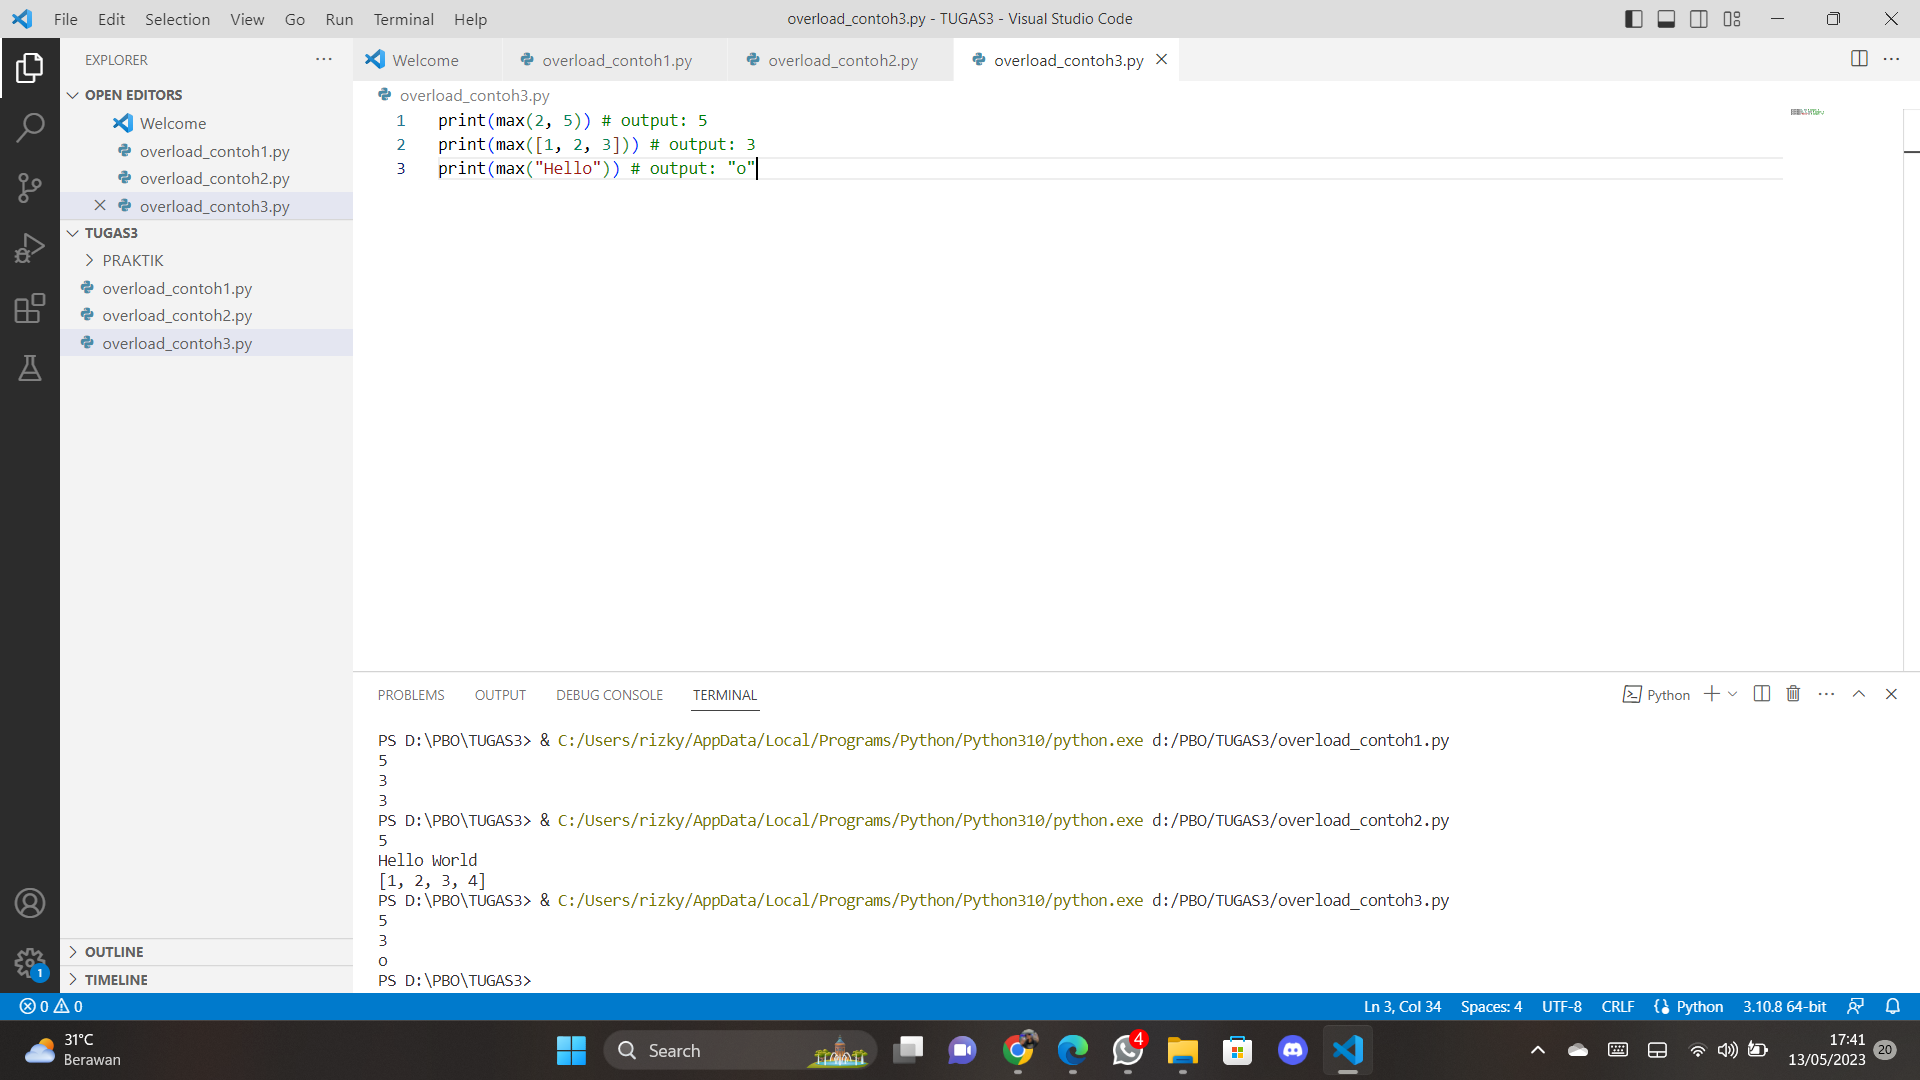 File Edit Selection View Go Run Terminal Help
overload_contoh3.py - TUGAS3 - Visual Studio Code
EXPLORER
OPEN EDITORS
Welcome
overload_contoh1.py
overload_contoh2.py
overload_contoh3.py
TUGAS3
PRAKTIK
overload_contoh1.py
overload_contoh2.py
overload_contoh3.py
OUTLINE
TIMELINE
Welcome overload_contoh1.py overload_contoh2.py overload_contoh3.py
overload_contoh3.py
1 print(max(2, 5)) # output: 5
2 print(max([1, 2, 3])) # output: 3
3 print(max("Hello")) # output: "o"
PROBLEMS OUTPUT DEBUG CONSOLE TERMINAL
Python
PS D:\PBO\TUGAS3> & C:/Users/rizky/AppData/Local/Programs/Python/Python310/python.exe d:/PBO/TUGAS3/overload_contoh1.py
5
3
3
PS D:\PBO\TUGAS3> & C:/Users/rizky/AppData/Local/Programs/Python/Python310/python.exe d:/PBO/TUGAS3/overload_contoh2.py
5
Hello World
[1, 2, 3, 4]
PS D:\PBO\TUGAS3> & C:/Users/rizky/AppData/Local/Programs/Python/Python310/python.exe d:/PBO/TUGAS3/overload_contoh3.py
5
3
o
PS D:\PBO\TUGAS3>
1
0 0
Ln 3, Col 34 Spaces: 4 UTF-8 CRLF Python 3.10.8 64-bit
31°C
Berawan
Search
4
17:41
13/05/2023
20